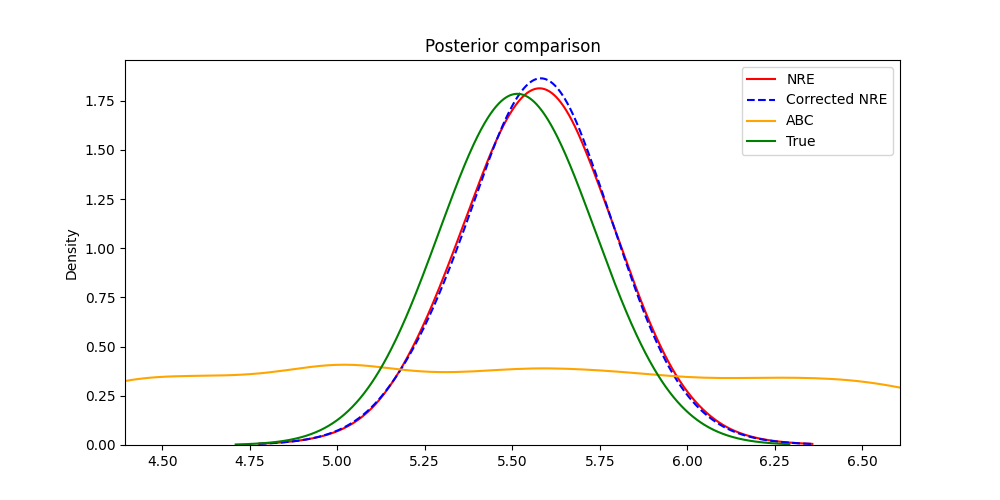 Posterior comparison
NRE
Corrected NRE
ABC
True
Density
1.75
1.50
1.25
1.00
0.75
0.50
0.25
0.00
4.50 4.75 5.00 5.25 5.50 5.75 6.00 6.25 6.50